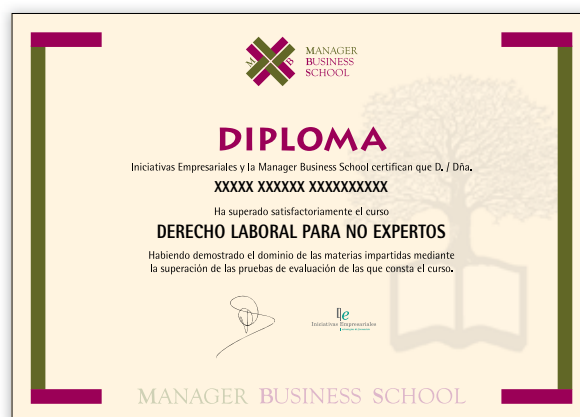 M B
MANAGER
BUSINESS
SCHOOL
DIPLOMA
Iniciativas Empresariales y la Manager Business School certifican que D. / Dña.
XXXXX XXXXXX XXXXXXXXXX
Ha superado satisfactoriamente el curso
DERECHO LABORAL PARA NO EXPERTOS
Habiendo demostrado el dominio de las materias impartidas mediante
la superación de las pruebas de evaluación de las que consta el curso.
Ie
Iniciativas Empresariales
MANAGER BUSINESS SCHOOL